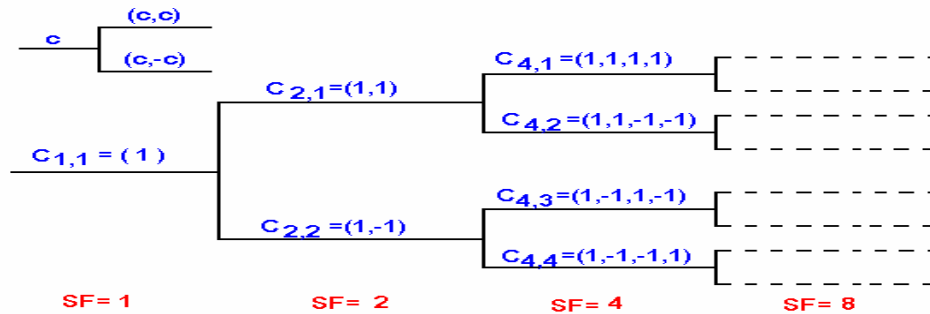 (c,c)
c
(c,-c)
C4,1=(1,1,1,1)
C2,1=(1,1)
C4,2=(1,1,-1,-1)
C1,1 = ( 1 )
C4,3=(1,-1,1,-1)
C2,2=(1,-1)
C4,4=(1,-1,-1,1)
SF= 1 SF= 2 SF= 4 SF= 8